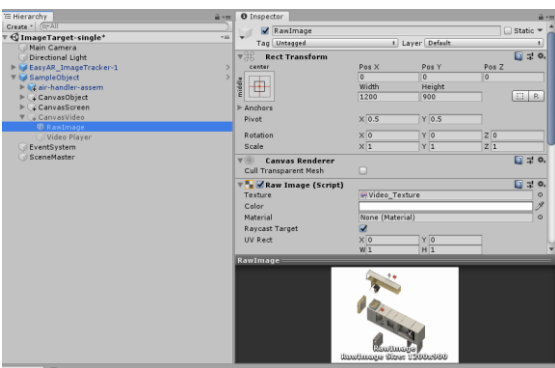 Hierarchy
Create
All
ImageTarget-single*
Main Camera
Directional Light
EasyAR_ImageTracker-1
SampleObject
air-handler-assem
CanvasObject
CanvasScreen
CanvasVideo
RawImage
Video Player
EventSystem
SceneMaster
Inspector
RawImage Static
Tag Untagged Layer Default
Rect Transform
center Pos X Pos Y Pos Z
middle 0 0 0
Width Height
1200 900 R
Anchors
Pivot X 0.5 Y 0.5
Rotation X 0 Y 0 Z 0
Scale X 1 Y 1 Z 1
Canvas Renderer
Cull Transparent Mesh
Raw Image (Script)
Texture Video_Texture
Color
Material None (Material)
Raycast Target
UV Rect X 0 Y 0
W 1 H 1
RawImage
RawImage
RawImage Size: 1200x900